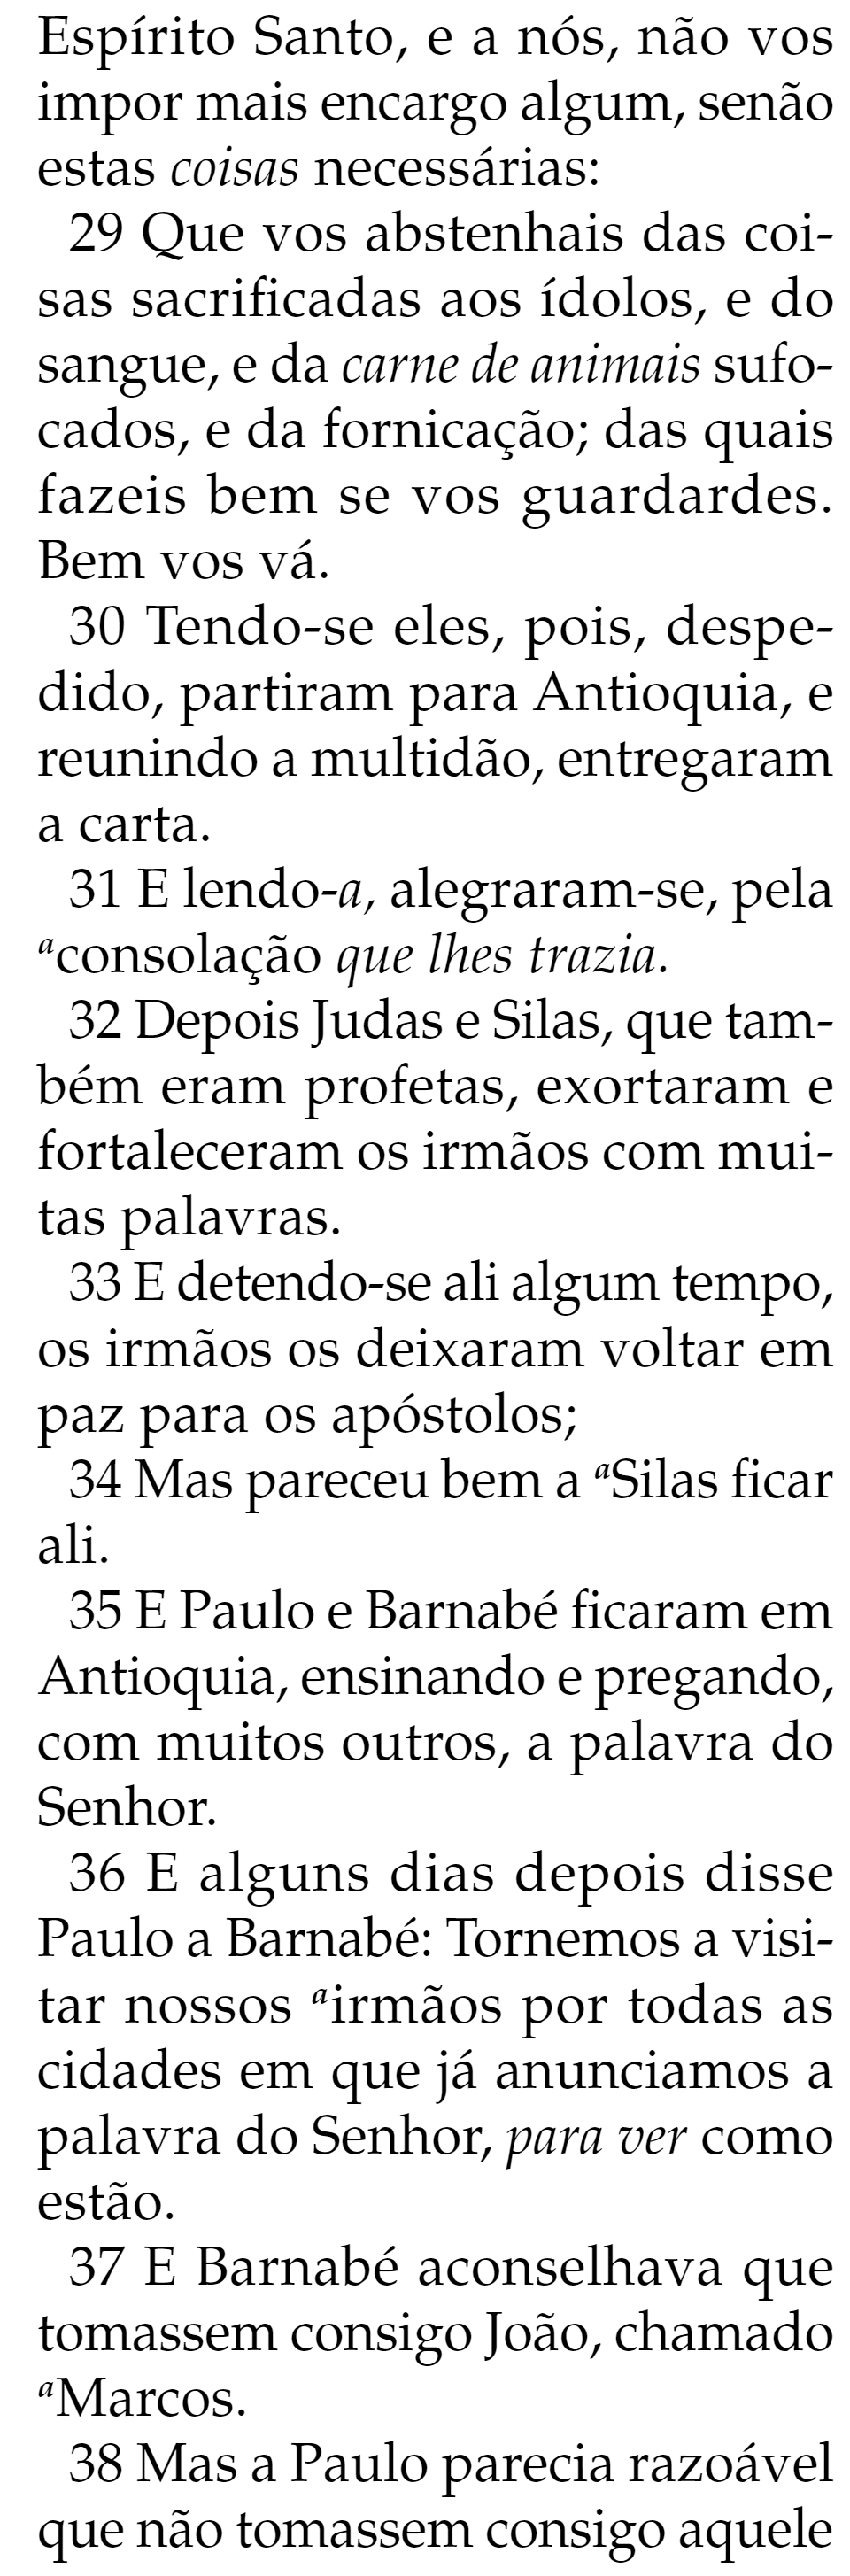 Espírito Santo, e a nós, não vos
impor mais encargo algum, senão
estas coisas necessárias:
29 Que vos abstenhais das coi-
sas sacrificadas aos ídolos, e do
sangue, e da carne de animais sufo-
cados, e da fornicação; das quais
fazeis bem se vos guardardes.
Bem vos vá.
30 Tendo-se eles, pois, despe-
dido, partiram para Antioquia, e
reunindo a multidão, entregaram
a carta.
31 E lendo-a, alegraram-se, pela
aconsolação que lhes trazia.
32 Depois Judas e Silas, que tam-
bém eram profetas, exortaram e
fortaleceram os irmãos com mui-
tas palavras.
33 E detendo-se ali algum tempo,
os irmãos os deixaram voltar em
paz para os apóstolos;
34 Mas pareceu bem a aSilas ficar
ali.
35 E Paulo e Barnabé ficaram em
Antioquia, ensinando e pregando,
com muitos outros, a palavra do
Senhor.
36 E alguns dias depois disse
Paulo a Barnabé: Tornemos a visi-
tar nossos airmãos por todas as
cidades em que já anunciamos a
palavra do Senhor, para ver como
estão.
37 E Barnabé aconselhava que
tomassem consigo João, chamado
aMarcos.
38 Mas a Paulo parecia razoável
que não tomassem consigo aquele